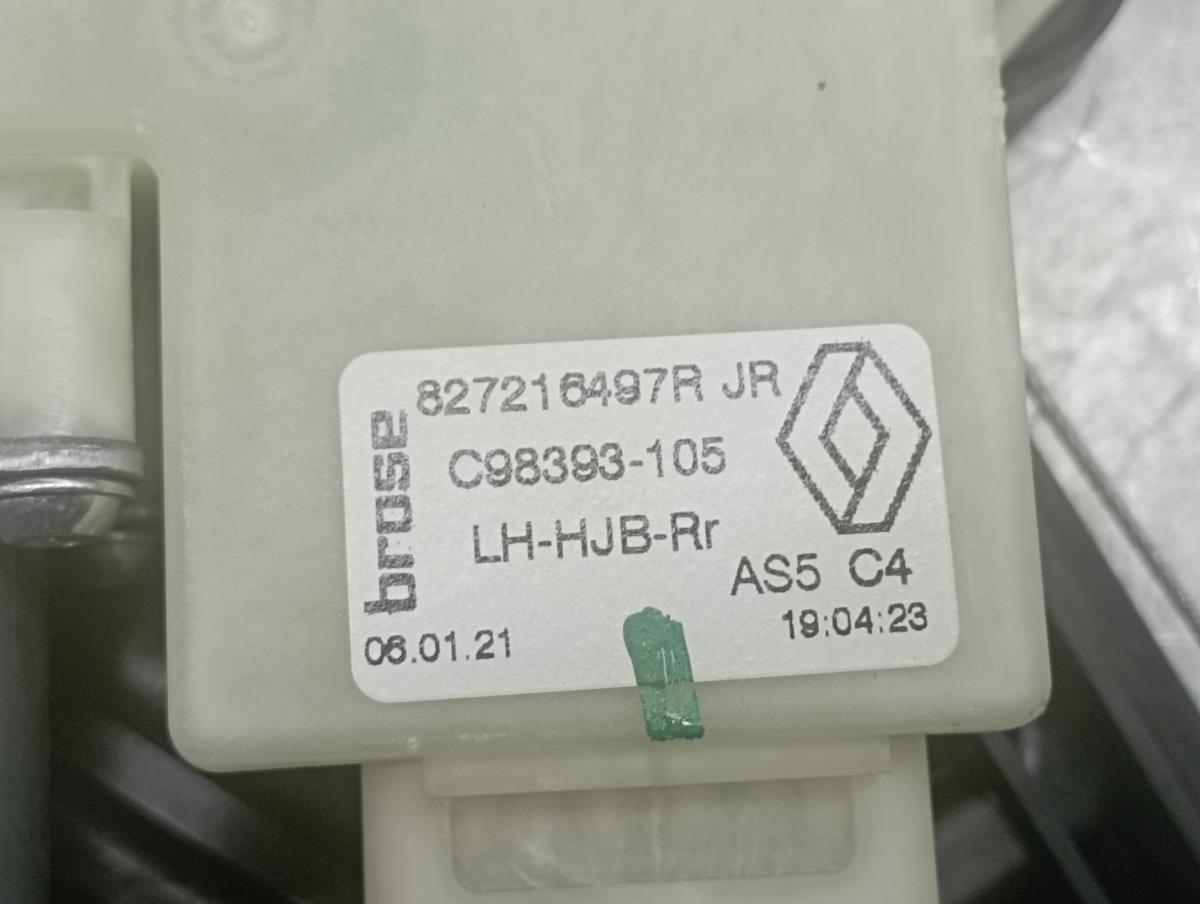 brose
827216497R JR
C98393-105
LH-HJB-Rr
AS5 C4
06.01.21
19:04:23